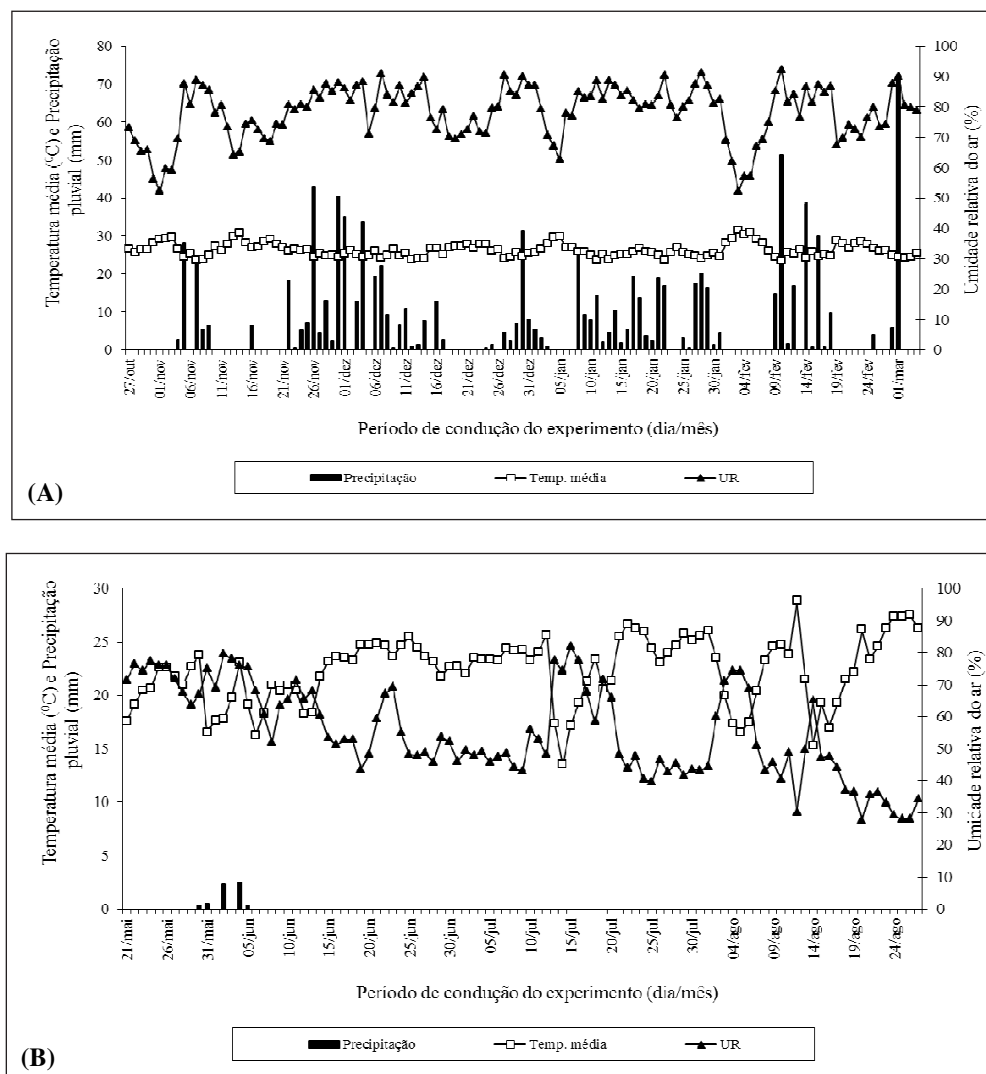 Temperatura média (⁰C) e Precipitação
pluvial (mm)
80
70
60
50
40
30
20
10
0
100
90
80
70
60
50
40
30
20
10
0
Umidade relativa do ar (%)
27/out
01/nov
06/nov
11/nov
16/nov
21/nov
26/nov
01/dez
06/dez
11/dez
16/dez
21/dez
26/dez
31/dez
05/jan
10/jan
15/jan
20/jan
25/jan
30/jan
04/fev
09/fev
14/fev
19/fev
24/fev
01/mar
Período de condução do experimento (dia/mês)
Precipitação Temp. média UR
(A)
Temperatura média (⁰C) e Precipitação
pluvial (mm)
30
25
20
15
10
5
0
100
90
80
70
60
50
40
30
20
10
0
Umidade relativa do ar (%)
21/mai
26/mai
31/mai
05/jun
10/jun
15/jun
20/jun
25/jun
30/jun
05/jul
10/jul
15/jul
20/jul
25/jul
30/jul
04/ago
09/ago
14/ago
19/ago
24/ago
Período de condução do experimento (dia/mês)
Precipitação Temp. média UR
(B)